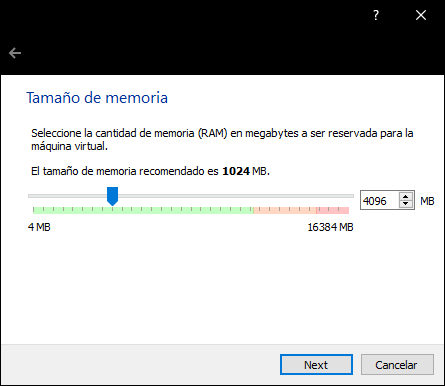 ?
Tamaño de memoria
Seleccione la cantidad de memoria (RAM) en megabytes a ser reservada para la
máquina virtual.
El tamaño de memoria recomendado es 1024 MB.
4096 MB
4 MB 16384 MB
Next Cancelar